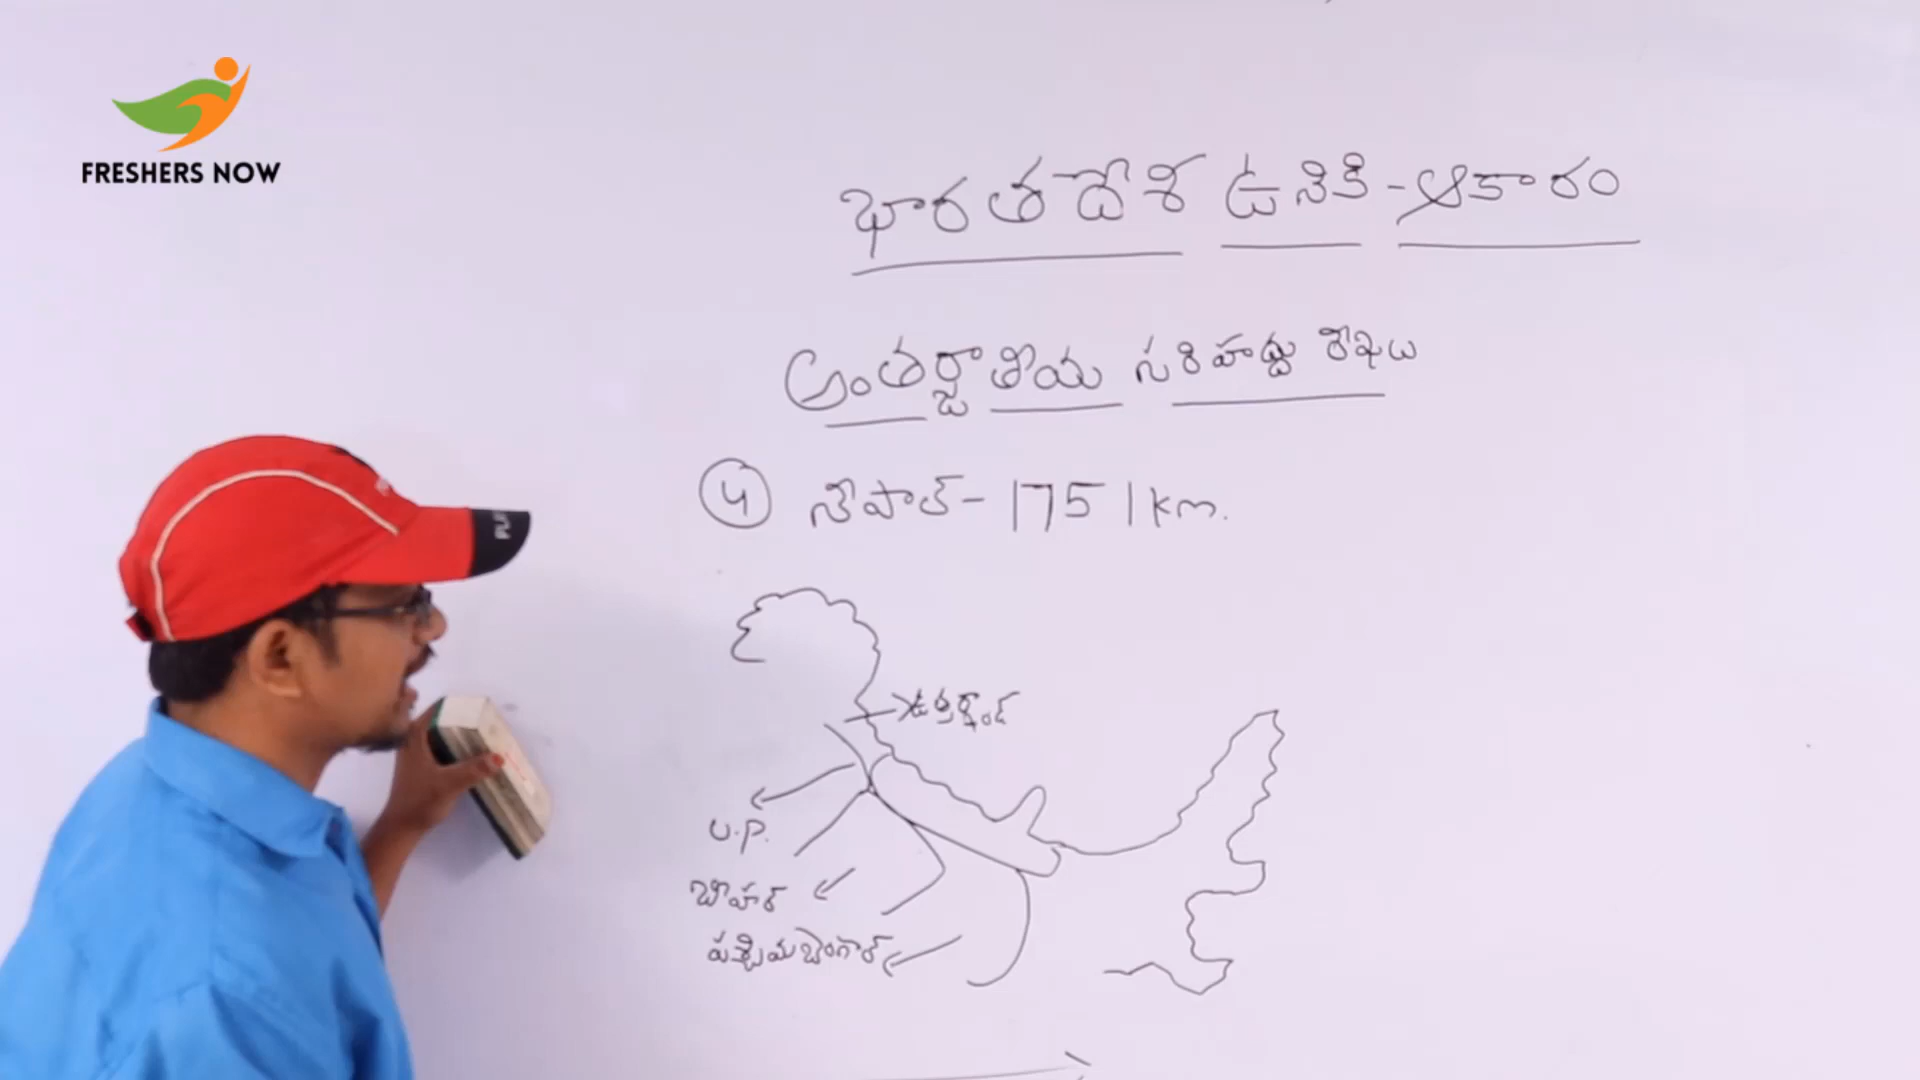 FRESHERS NOW
భారతదేశ ఉనికి - ఆకారం
అంతర్జాతీయ సరిహద్దు రేఖలు
4 నేపాల్ - 1751 km.
ఉత్తరాఖండ్
U.P.
బీహార్
పశ్చిమబెంగాల్